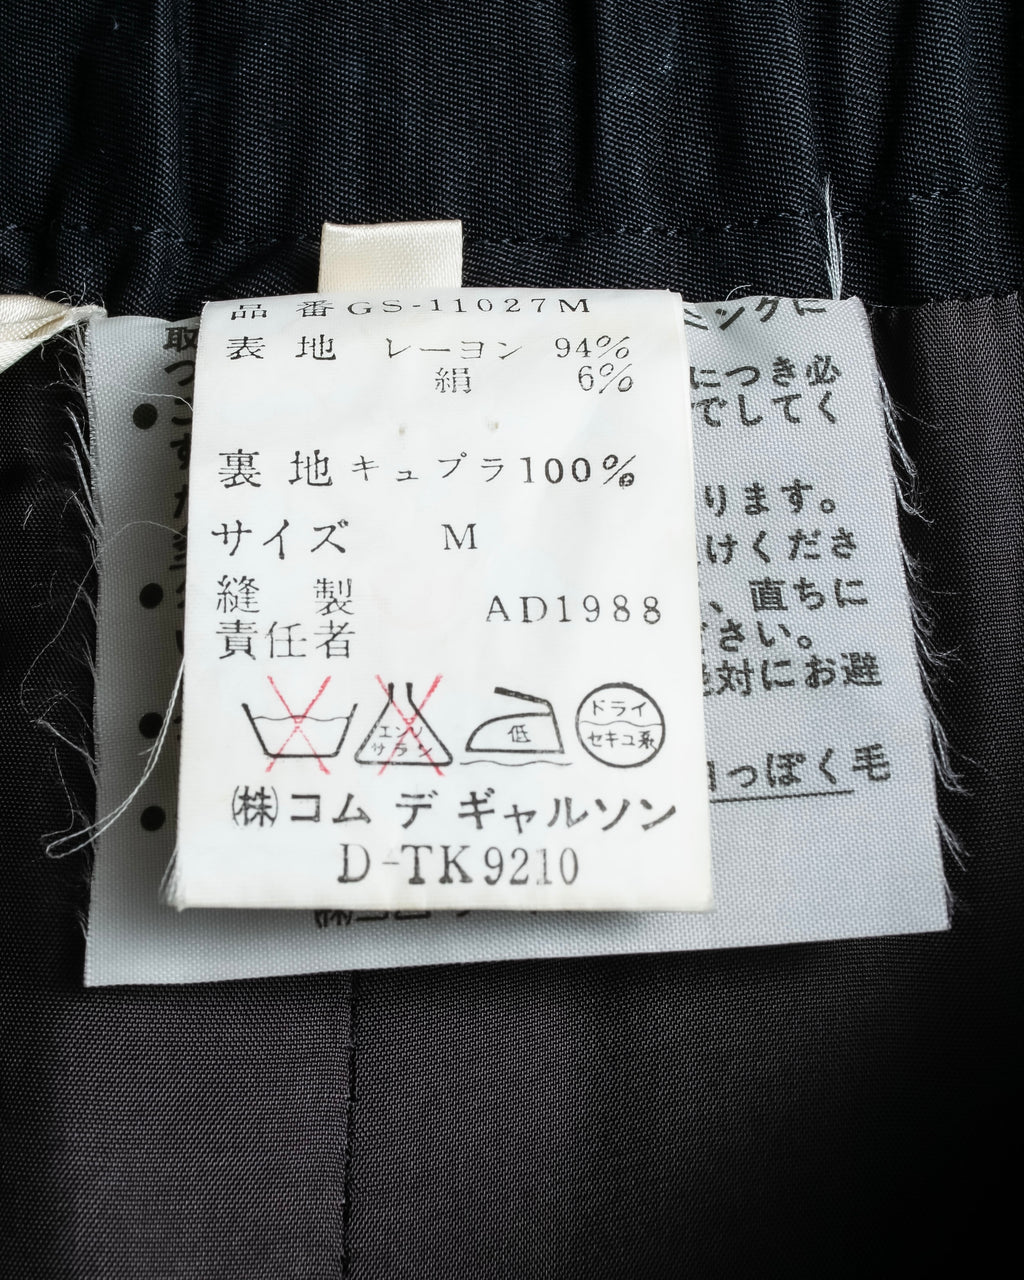 品番 GS-11027M
表地 レーヨン 94%
絹 6%
裏地 キュプラ 100%
サイズ M
縫製
責任者 AD1988
エンソ
サラシ
低
ドライ
セキユ系
㈱コム デ ギャルソン
D-TK9210
取
ングに
につき必
でしてく
ります。
けくださ
、直ちに
さい。
対にお避
っぽく毛